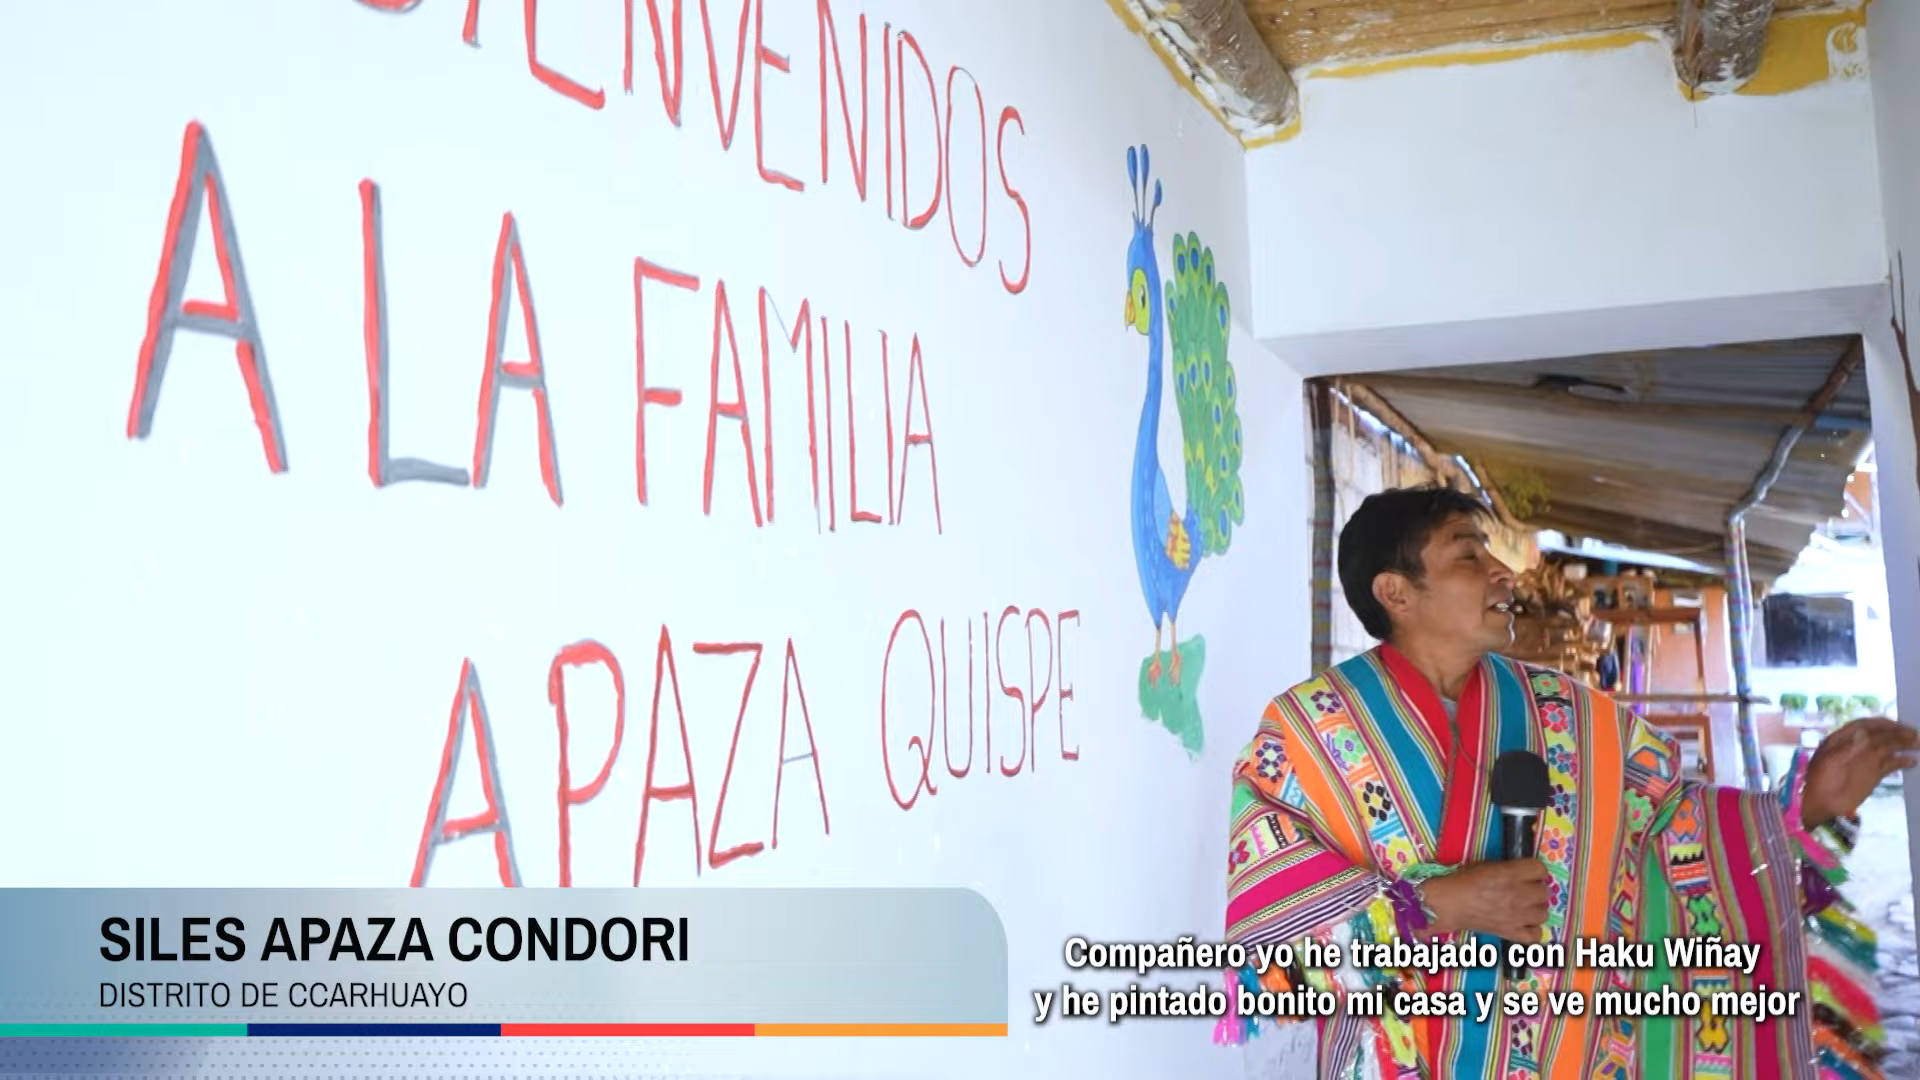 BIENVENIDOS
A LA FAMILIA
APAZA QUISPE
SILES APAZA CONDORI
DISTRITO DE CCARHUAYO
Compañero yo he trabajado con Haku Wiñay
y he pintado bonito mi casa y se ve mucho mejor